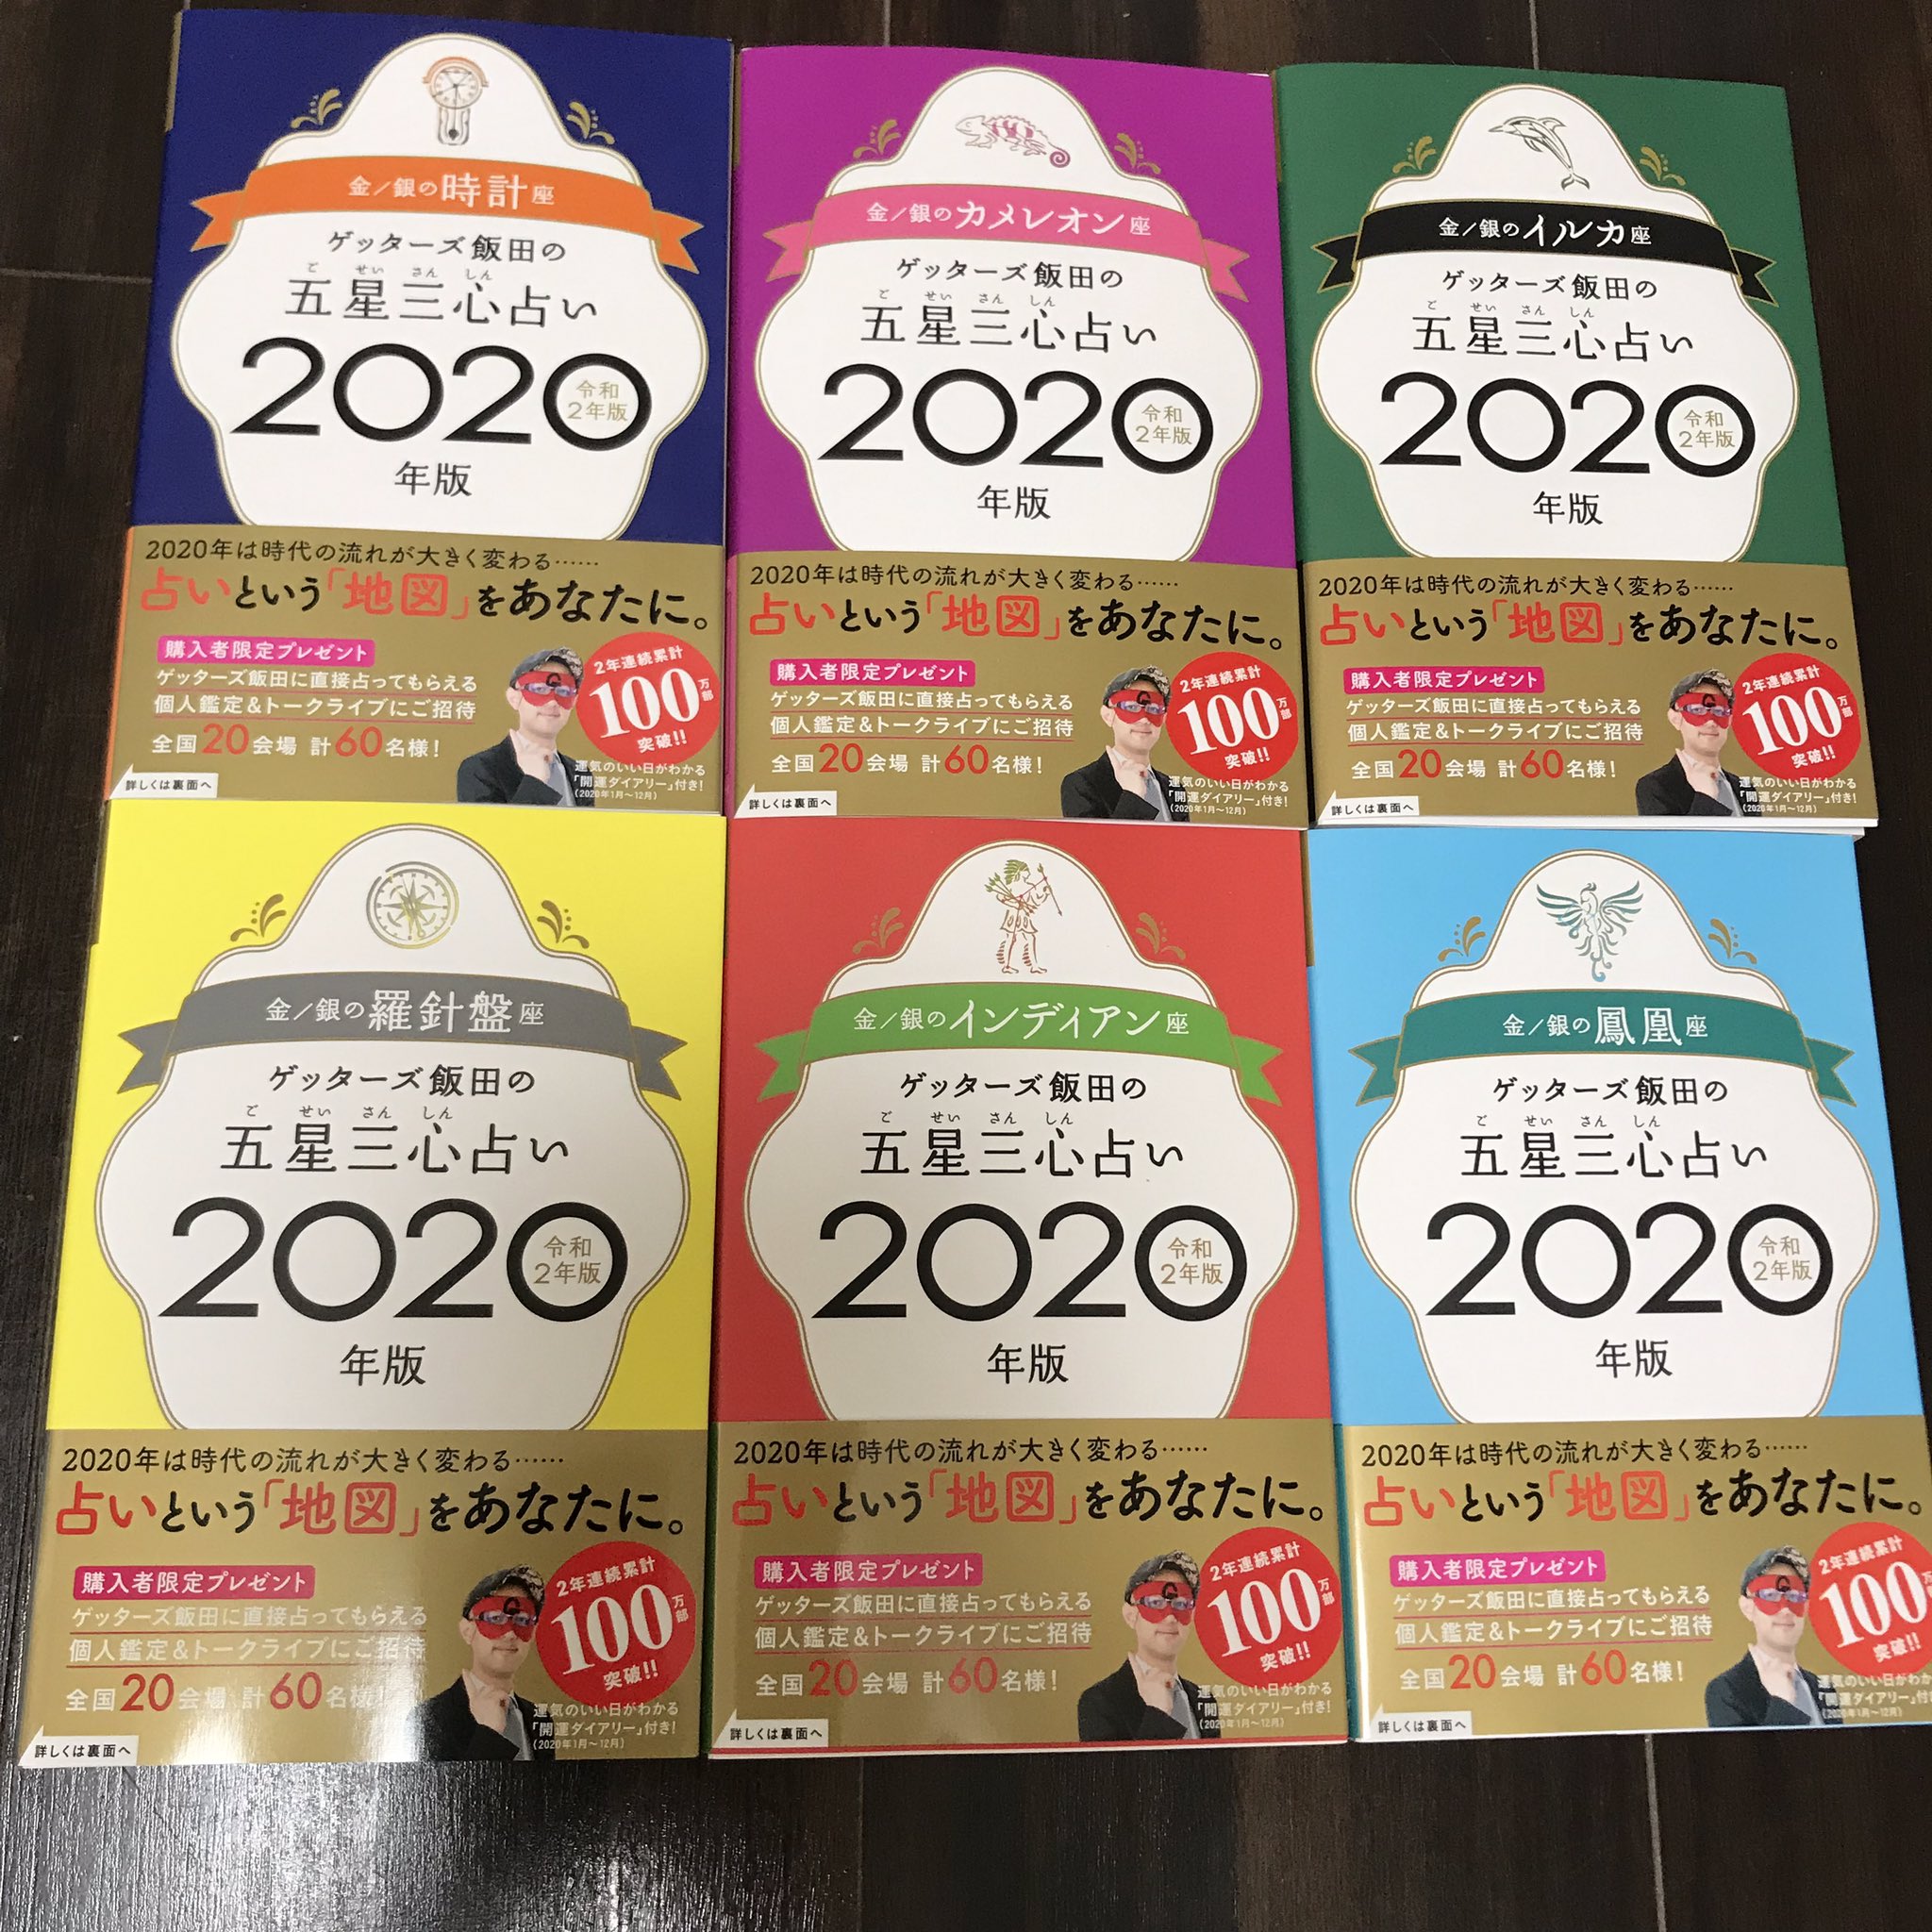 金/銀の時計座
ゲッターズ飯田の
ご せい さん しん
五星三心占い
2020
令和
2年版
年版
2020年は時代の流れが大きく変わる……
占いという「地図」をあなたに。
購入者限定プレゼント
ゲッターズ飯田に直接占ってもらえる
個人鑑定&トークライブにご招待
全国20会場 計60名様!
2年連続累計
100万部
突破!!
運気のいい日がわかる
「開運ダイアリー」付き!
(2020年1月〜12月)
詳しくは裏面へ
金/銀のカメレオン座
ゲッターズ飯田の
ご せい さん しん
五星三心占い
2020
令和
2年版
年版
2020年は時代の流れが大きく変わる……
占いという「地図」をあなたに。
購入者限定プレゼント
ゲッターズ飯田に直接占ってもらえる
個人鑑定&トークライブにご招待
全国20会場 計60名様!
2年連続累計
100万部
突破!!
運気のいい日がわかる
「開運ダイアリー」付き!
(2020年1月〜12月)
詳しくは裏面へ
金/銀のイルカ座
ゲッターズ飯田の
ご せい さん しん
五星三心占い
2020
令和
2年版
年版
2020年は時代の流れが大きく変わる……
占いという「地図」をあなたに。
購入者限定プレゼント
ゲッターズ飯田に直接占ってもらえる
個人鑑定&トークライブにご招待
全国20会場 計60名様!
2年連続累計
100万部
突破!!
運気のいい日がわかる
「開運ダイアリー」付き!
(2020年1月〜12月)
詳しくは裏面へ
金/銀の羅針盤座
ゲッターズ飯田の
ご せい さん しん
五星三心占い
2020
令和
2年版
年版
2020年は時代の流れが大きく変わる……
占いという「地図」をあなたに。
購入者限定プレゼント
ゲッターズ飯田に直接占ってもらえる
個人鑑定&トークライブにご招待
全国20会場 計60名様!
2年連続累計
100万部
突破!!
運気のいい日がわかる
「開運ダイアリー」付き!
(2020年1月〜12月)
詳しくは裏面へ
金/銀のインディアン座
ゲッターズ飯田の
ご せい さん しん
五星三心占い
2020
令和
2年版
年版
2020年は時代の流れが大きく変わる……
占いという「地図」をあなたに。
購入者限定プレゼント
ゲッターズ飯田に直接占ってもらえる
個人鑑定&トークライブにご招待
全国20会場 計60名様!
2年連続累計
100万部
突破!!
運気のいい日がわかる
「開運ダイアリー」付き!
(2020年1月〜12月)
詳しくは裏面へ
金/銀の鳳凰座
ゲッターズ飯田の
ご せい さん しん
五星三心占い
2020
令和
2年版
年版
2020年は時代の流れが大きく変わる……
占いという「地図」をあなたに。
購入者限定プレゼント
ゲッターズ飯田に直接占ってもらえる
個人鑑定&トークライブにご招待
全国20会場 計60名様!
2年連続累計
100
突破!!
運気のいい日がわか
「開運ダイアリー」付
(2020年1月〜12月)
詳しくは裏面へ